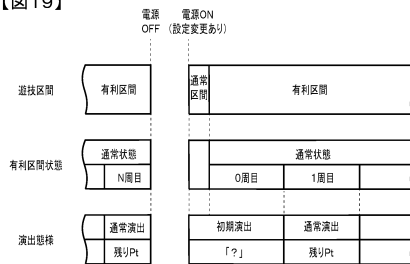 【図19】
電源 電源ON
OFF (設定変更あり)
遊技区間 有利区間 通常区間 有利区間
有利区間状態 通常状態 通常状態
N周目 0周目 1周目
演出態様 通常演出 初期演出 通常演出
残りPt 「?」 残りPt